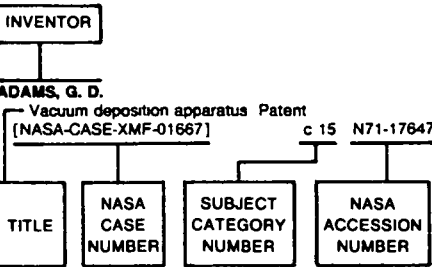 INVENTOR
ADAMS, G. D.
Vacuum deposition apparatus Patent
[NASA-CASE-XMF-01667] c 15 N71-17647
TITLE
NASA CASE NUMBER
SUBJECT CATEGORY NUMBER
NASA ACCESSION NUMBER